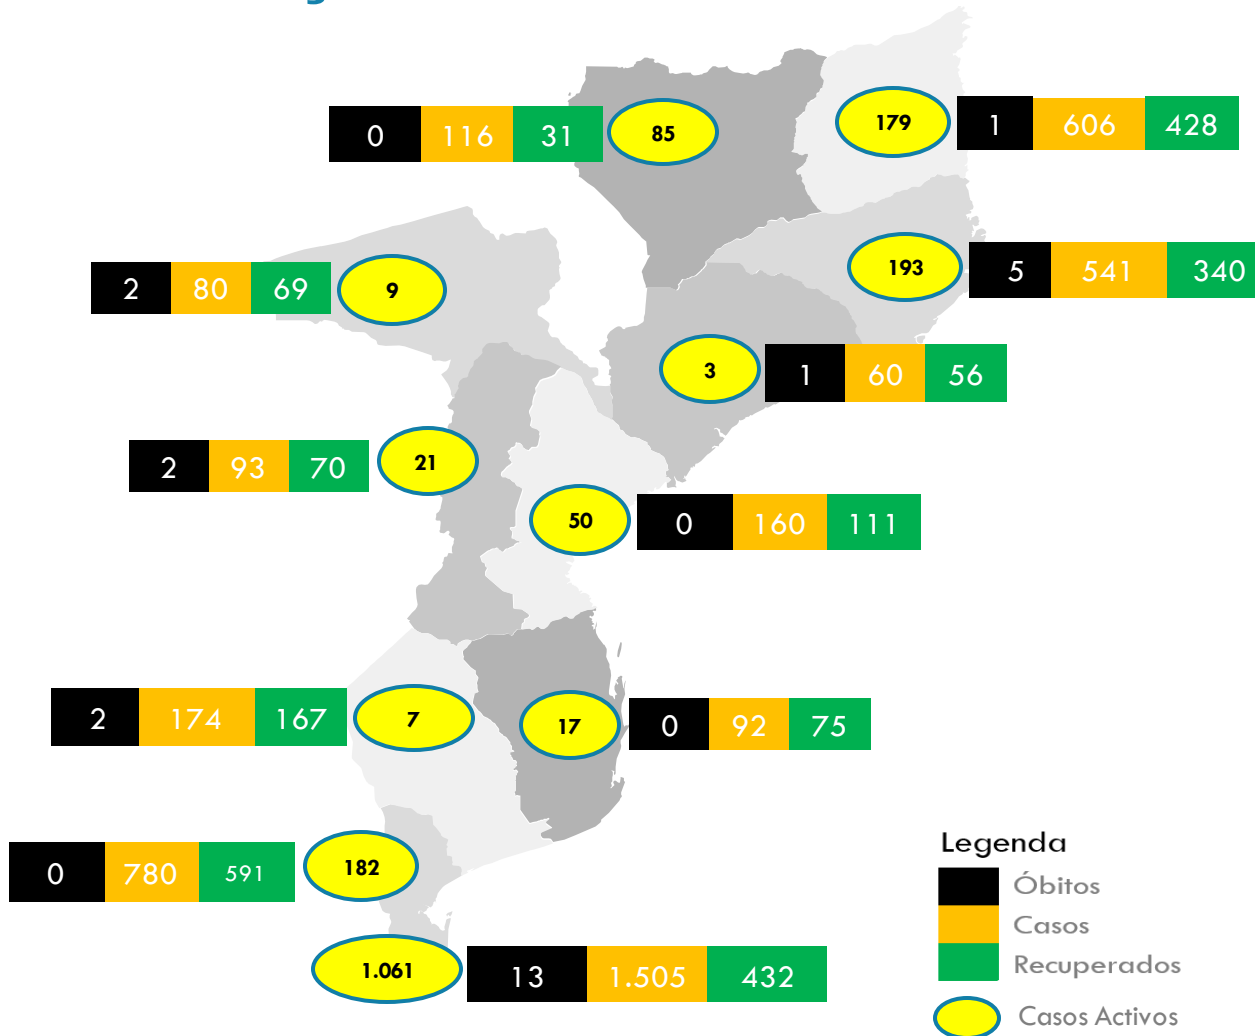 0 116 31 85
179 1 606 428
2 80 69 9
193 5 541 340
3 1 60 56
2 93 70 21
50 0 160 111
2 174 167 7
17 0 92 75
0 780 591 182
1.061 13 1.505 432
Legenda
Óbitos
Casos
Recuperados
Casos Activos